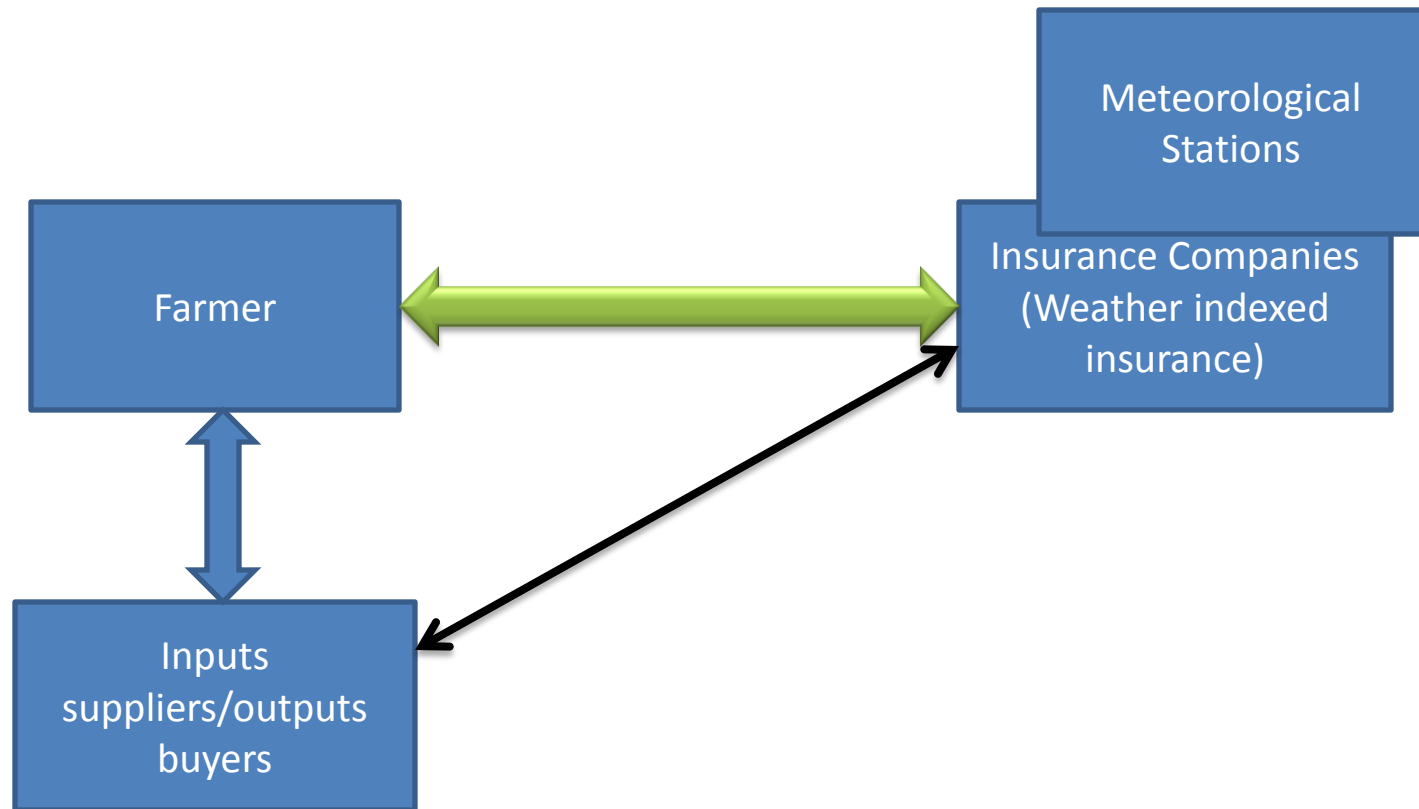 Meteorological
Stations
Farmer
Insurance Companies
(Weather indexed
insurance)
Inputs
suppliers/outputs
buyers